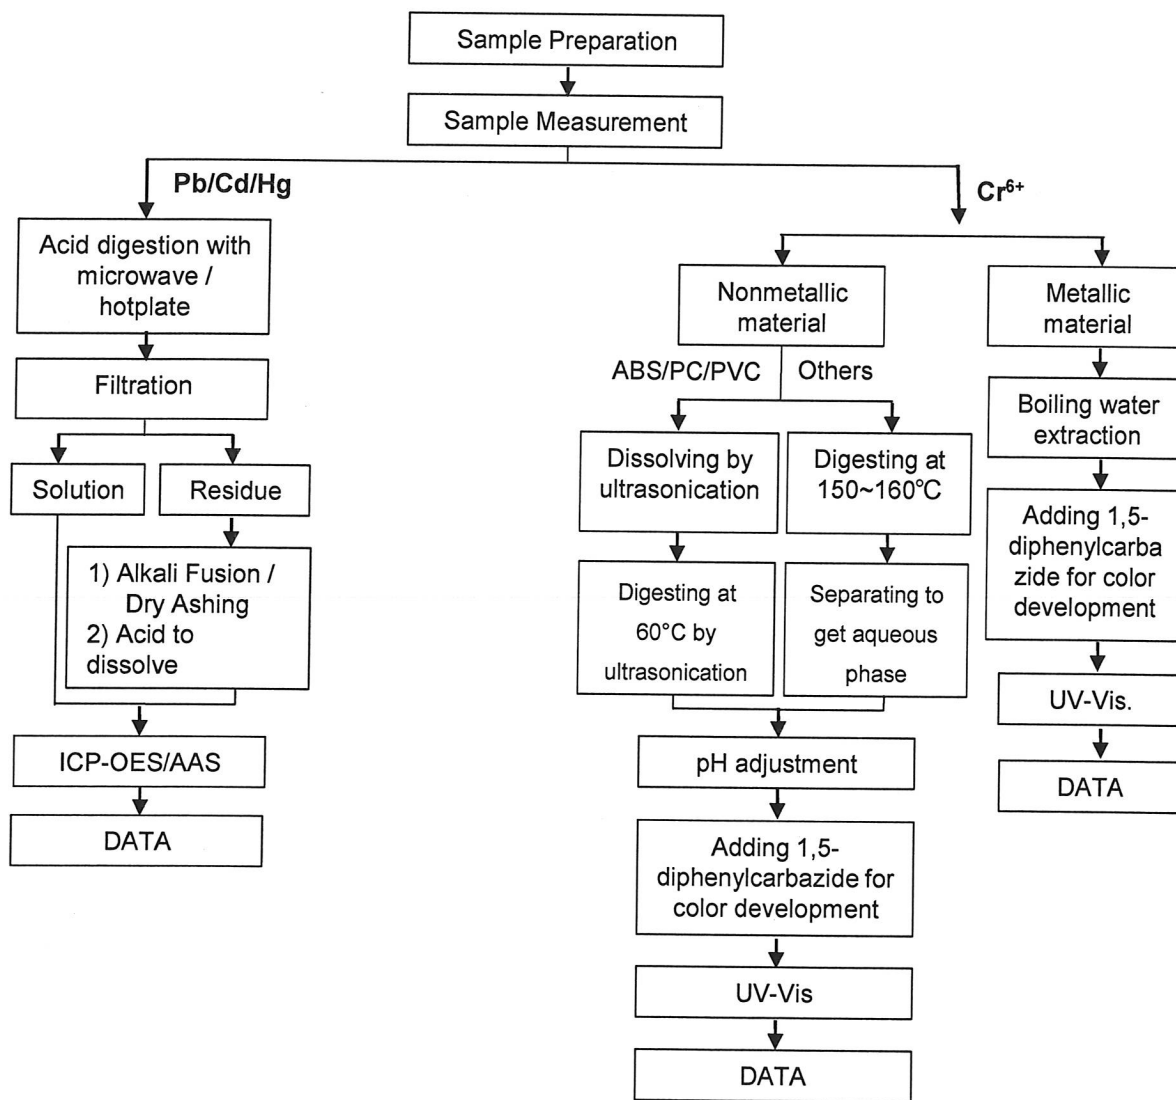 Sample Preparation
Sample Measurement
Pb/Cd/Hg
Acid digestion with
microwave /
hotplate
Filtration
Solution
Residue
1) Alkali Fusion /
Dry Ashing
2) Acid to
dissolve
ICP-OES/AAS
DATA
Cr⁶⁺
Nonmetallic
material
ABS/PC/PVC
Others
Dissolving by
ultrasonication
Digesting at
150~160℃
Digesting at
60°C by
ultrasonication
Separating to
get aqueous
phase
pH adjustment
Adding 1,5-
diphenylcarbazide for
color development
UV-Vis
DATA
Metallic
material
Boiling water
extraction
Adding 1,5-
diphenylcarba
zide for color
development
UV-Vis.
DATA